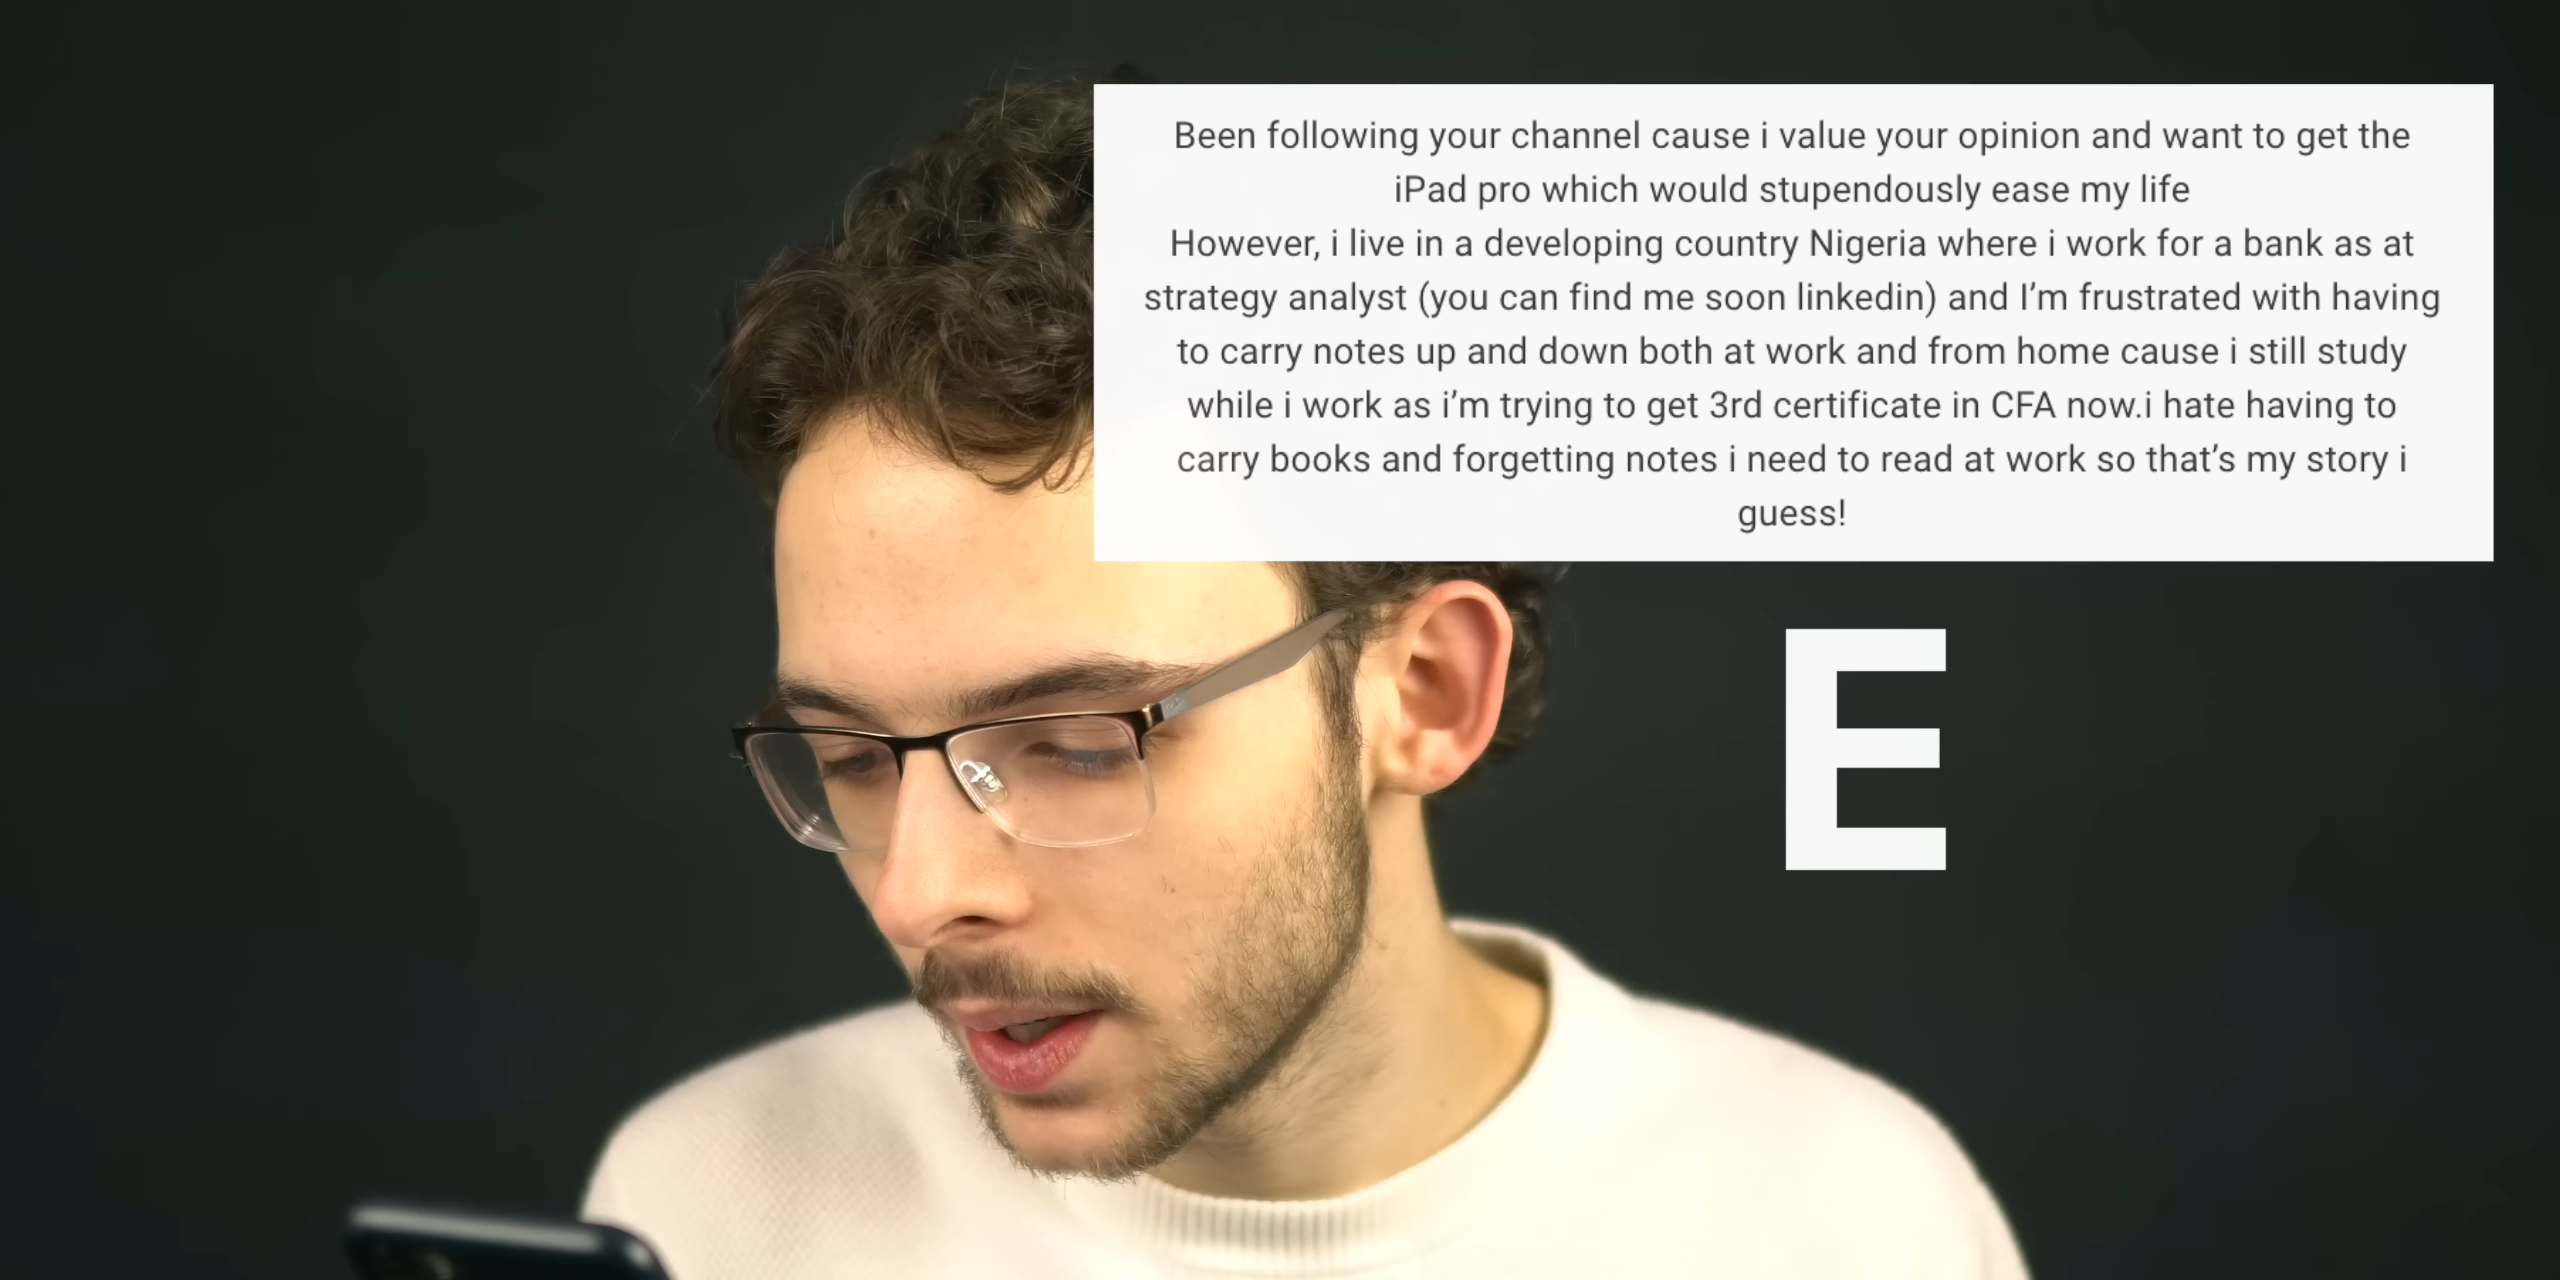 Been following your channel cause i value your opinion and want to get the
iPad pro which would stupendously ease my life
However, i live in a developing country Nigeria where i work for a bank as at
strategy analyst (you can find me soon linkedin) and I’m frustrated with having
to carry notes up and down both at work and from home cause i still study
while i work as i’m trying to get 3rd certificate in CFA now.i hate having to
carry books and forgetting notes i need to read at work so that’s my story i
guess!
E